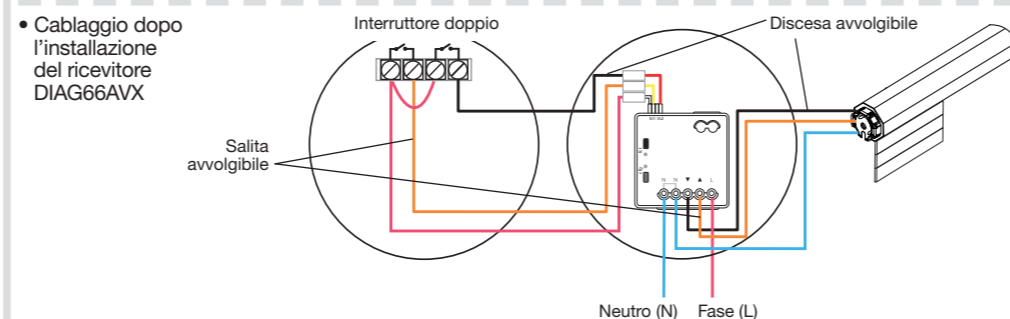 • Cablaggio dopo
l'installazione
del ricevitore
DIAG66AVX
Interruttore doppio
Discesa avvolgibile
Salita
avvolgibile
N N ▼ ▲ L
Neutro (N) Fase (L)